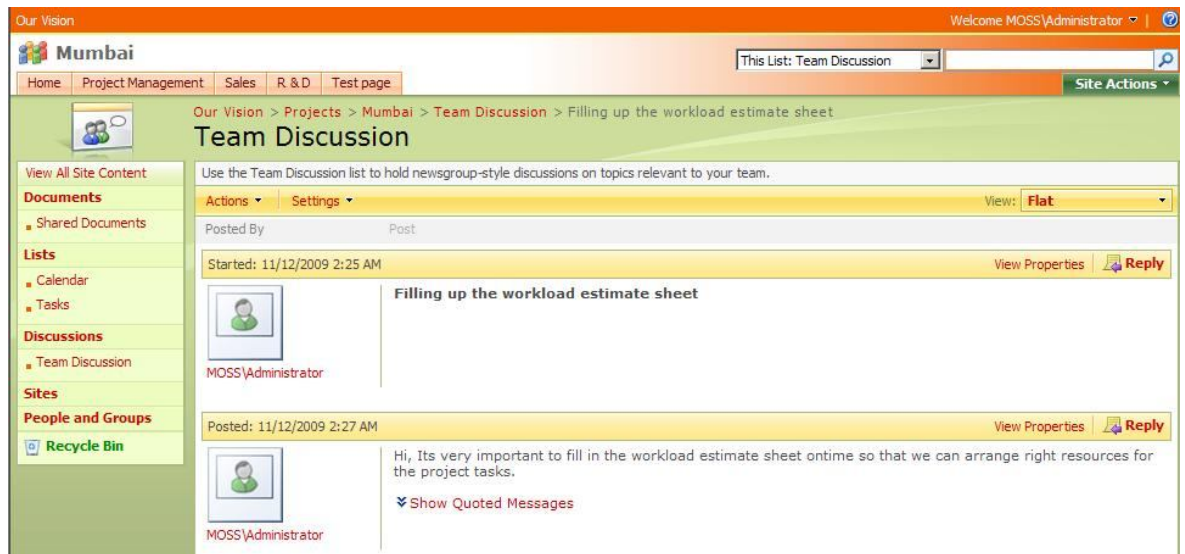 Our Vision
Welcome MOSS\Administrator
Mumbai
This List: Team Discussion
Home Project Management Sales R & D Test page
Site Actions
Our Vision > Projects > Mumbai > Team Discussion > Filling up the workload estimate sheet
Team Discussion
View All Site Content
Documents
Shared Documents
Lists
Calendar
Tasks
Discussions
Team Discussion
Sites
People and Groups
Recycle Bin
Use the Team Discussion list to hold newsgroup-style discussions on topics relevant to your team.
Actions Settings View: Flat
Posted By Post
Started: 11/12/2009 2:25 AM View Properties Reply
Filling up the workload estimate sheet
MOSS\Administrator
Posted: 11/12/2009 2:27 AM View Properties Reply
Hi, Its very important to fill in the workload estimate sheet ontime so that we can arrange right resources for
the project tasks.
Show Quoted Messages
MOSS\Administrator